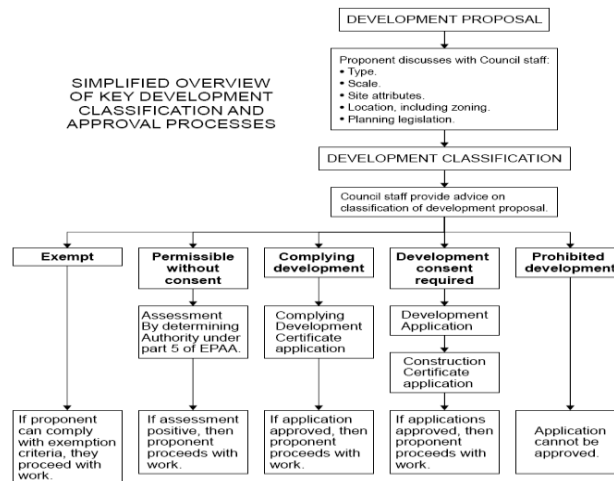 DEVELOPMENT PROPOSAL
SIMPLIFIED OVERVIEW
OF KEY DEVELOPMENT
CLASSIFICATION AND
APPROVAL PROCESSES
Proponent discusses with Council staff:
• Type.
• Scale.
• Site attributes.
• Location, including zoning.
• Planning legislation.
DEVELOPMENT CLASSIFICATION
Council staff provide advice on
classification of development proposal.
Exempt
Permissible
without
consent
Complying
development
Development
consent
required
Prohibited
development
Assessment
By determining
Authority under
part 5 of EPAA.
Complying
Development
Certificate
application
Development
Application
Construction
Certificate
application
If proponent
can comply
with exemption
criteria, they
proceed with
work.
If assessment
positive, then
proponent
proceeds with
work.
If application
approved, then
proponent
proceeds with
work.
If applications
approved, then
proponent
proceeds with
work.
Application
cannot be
approved.